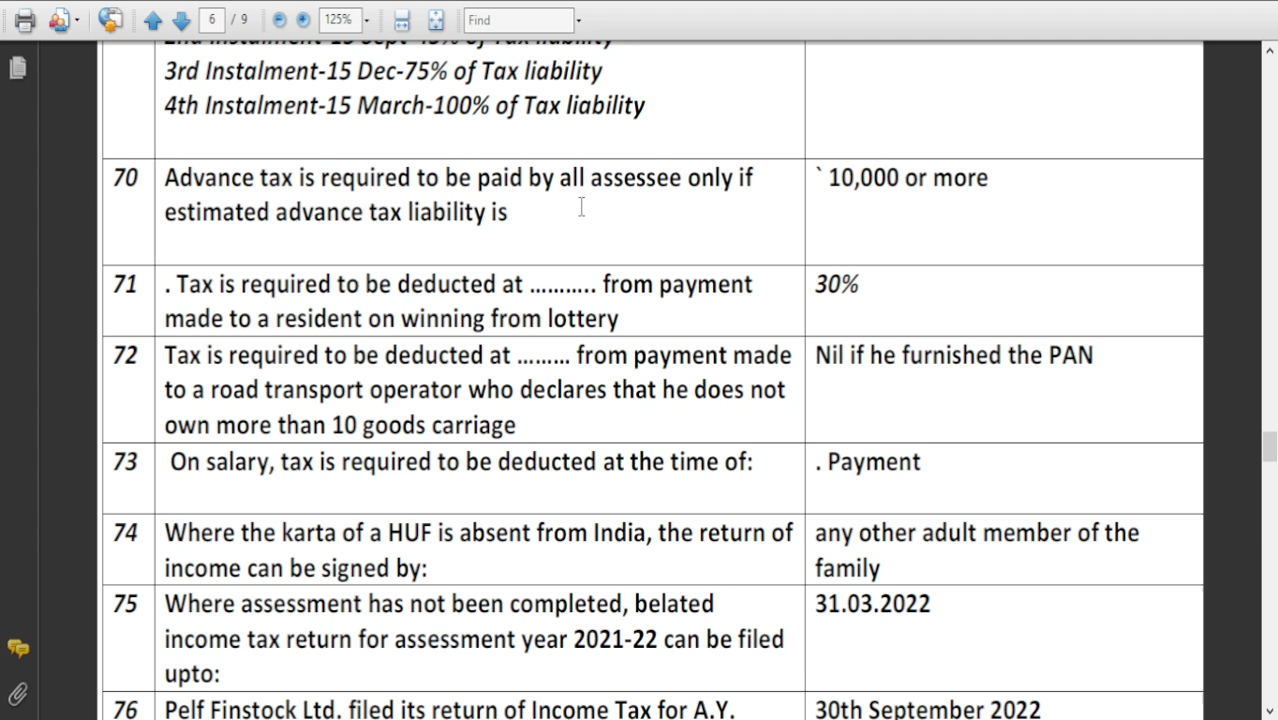 6 / 9 125% Find
2nd Instalment-15 Sept-45% of Tax liability
3rd Instalment-15 Dec-75% of Tax liability
4th Instalment-15 March-100% of Tax liability
70 Advance tax is required to be paid by all assessee only if ` 10,000 or more
estimated advance tax liability is
71 . Tax is required to be deducted at ……….. from payment 30%
made to a resident on winning from lottery
72 Tax is required to be deducted at ……… from payment made Nil if he furnished the PAN
to a road transport operator who declares that he does not
own more than 10 goods carriage
73 On salary, tax is required to be deducted at the time of: . Payment
74 Where the karta of a HUF is absent from India, the return of any other adult member of the
income can be signed by: family
75 Where assessment has not been completed, belated 31.03.2022
income tax return for assessment year 2021-22 can be filed
upto:
76 Pelf Finstock Ltd. filed its return of Income Tax for A.Y. 30th September 2022